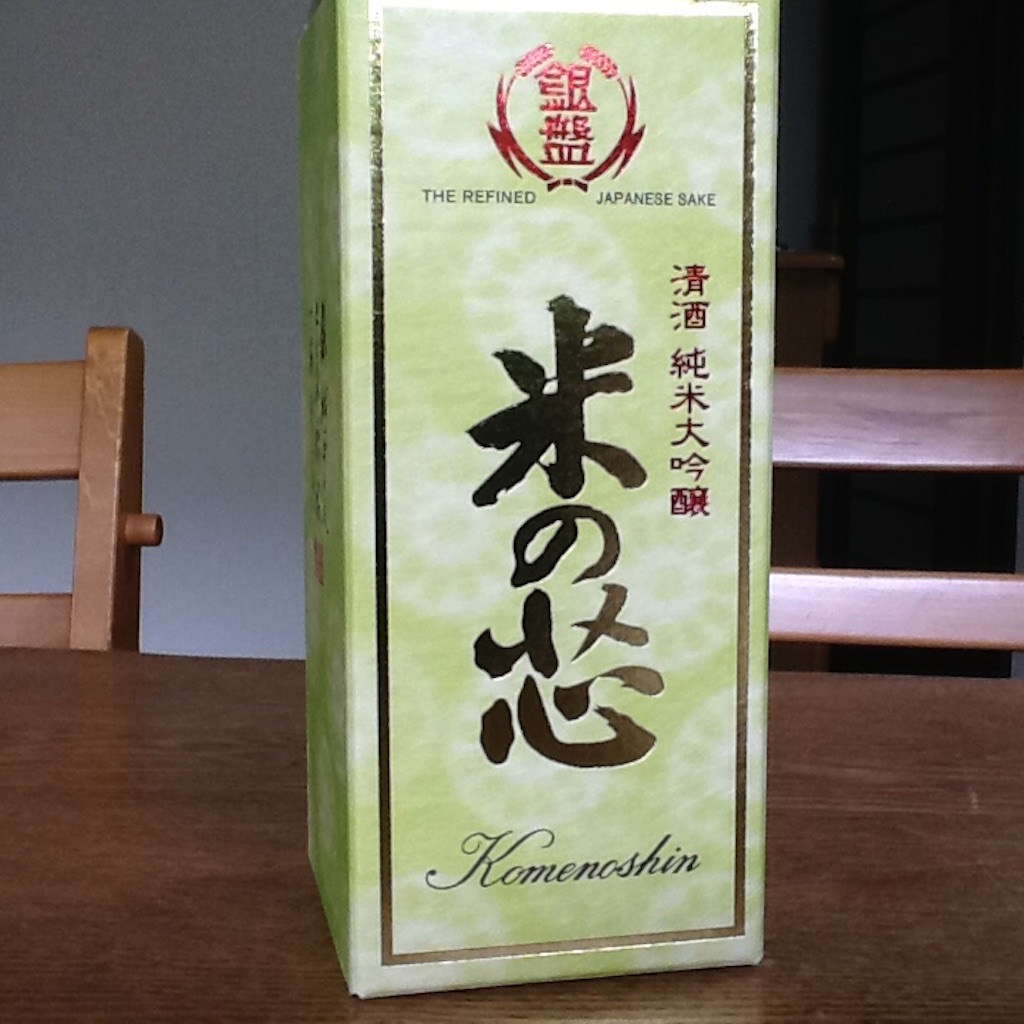 銀盤
THE REFINED JAPANESE SAKE
清酒 純米大吟醸
米の芯
Komenoshin